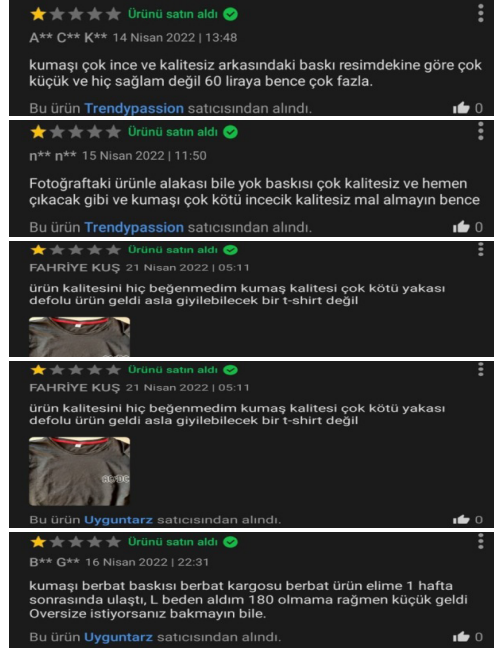 Ürünü satın aldı
A** C** K** 14 Nisan 2022 | 13:48
kumaşı çok ince ve kalitesiz arkasındaki baskı resimdekine göre çok
küçük ve hiç sağlam değil 60 liraya bence çok fazla.
Bu ürün Trendypassion satıcısından alındı. 0
Ürünü satın aldı
n** n** 15 Nisan 2022 | 11:50
Fotoğraftaki ürünle alakası bile yok baskısı çok kalitesiz ve hemen
çıkacak gibi ve kumaşı çok kötü incecik kalitesiz mal almayın bence
Bu ürün Trendypassion satıcısından alındı. 0
Ürünü satın aldı
FAHRİYE KUŞ 21 Nisan 2022 | 05:11
ürün kalitesini hiç beğenmedim kumaş kalitesi çok kötü yakası
defolu ürün geldi asla giyilebilecek bir t-shirt değil
Ürünü satın aldı
FAHRİYE KUŞ 21 Nisan 2022 | 05:11
ürün kalitesini hiç beğenmedim kumaş kalitesi çok kötü yakası
defolu ürün geldi asla giyilebilecek bir t-shirt değil
AC/DC
Bu ürün Uyguntarz satıcısından alındı. 0
Ürünü satın aldı
B** G** 16 Nisan 2022 | 22:31
kumaşı berbat baskısı berbat kargosu berbat ürün elime 1 hafta
sonrasında ulaştı, L beden aldım 180 olmama rağmen küçük geldi
Oversize istiyorsanız bakmayın bile.
Bu ürün Uyguntarz satıcısından alındı. 0